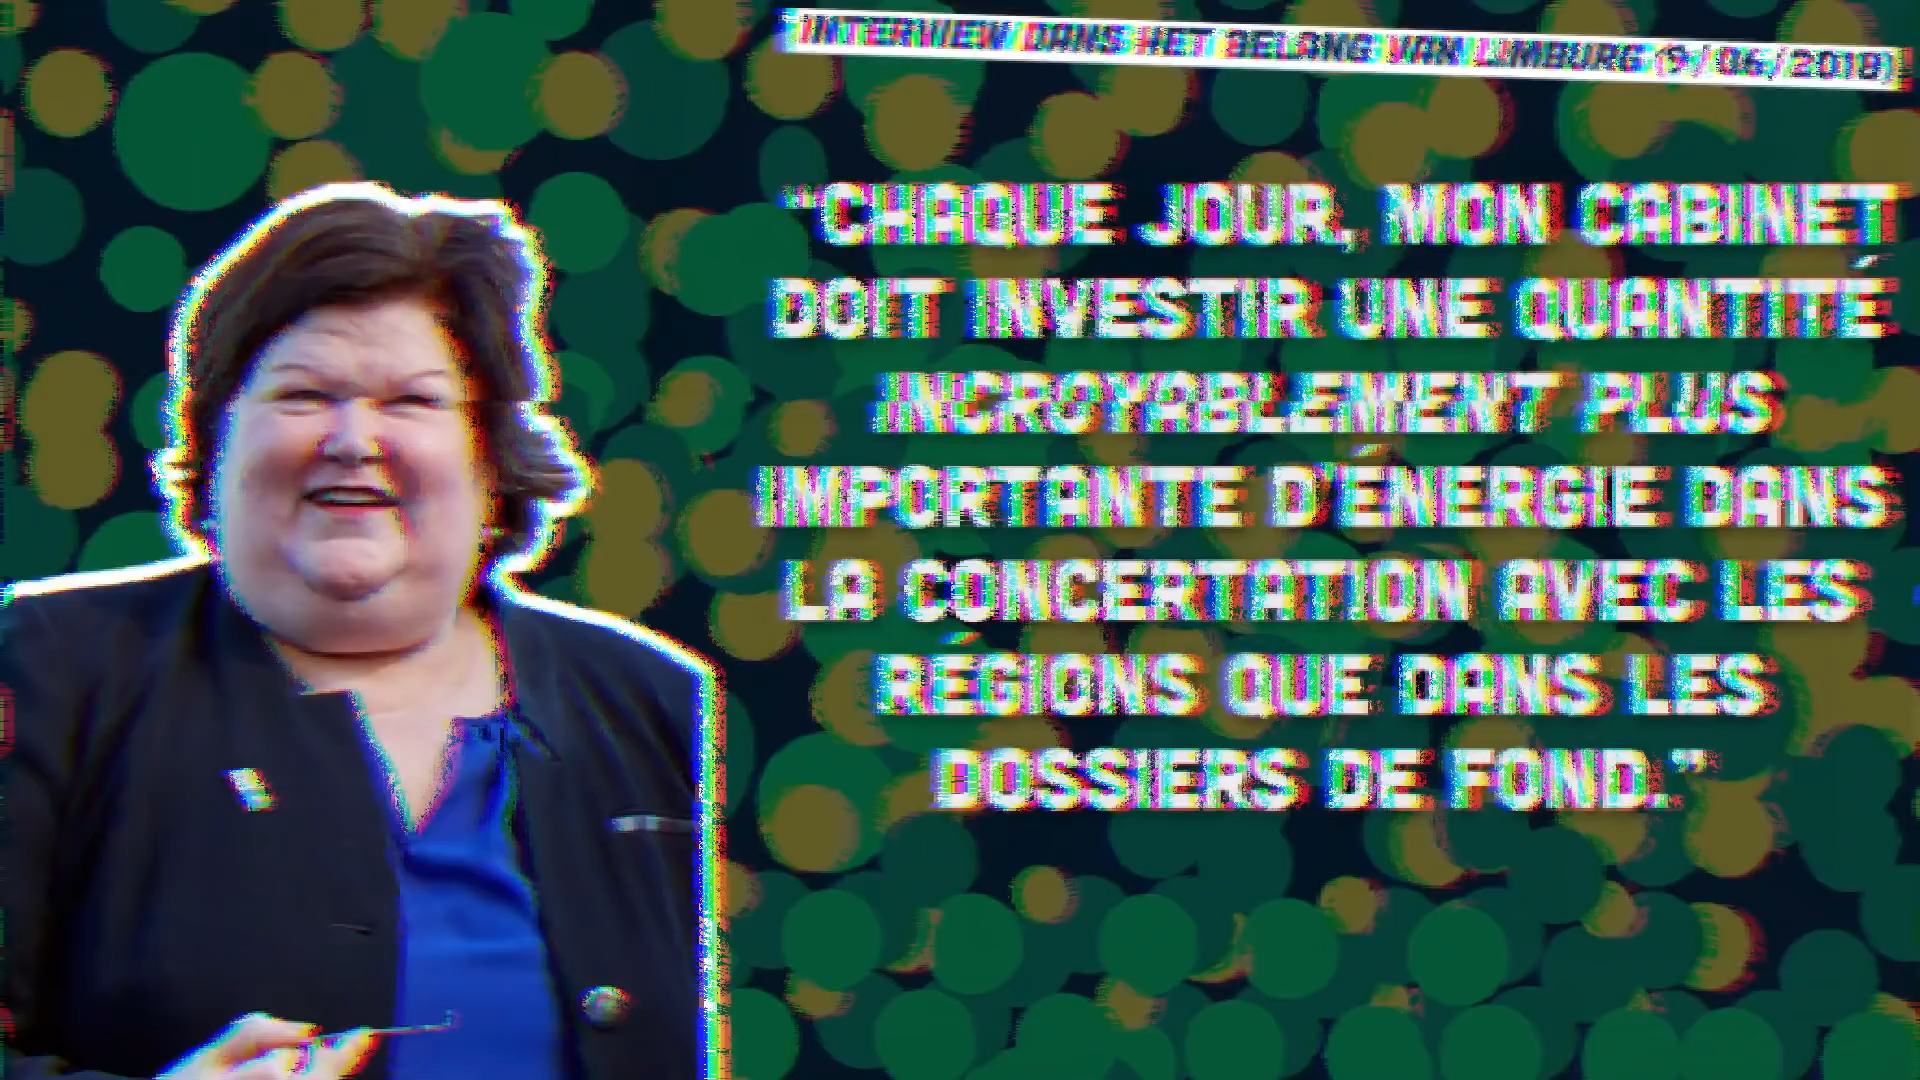 INTERVIEW DANS HET BELANG VAN LIMBURG (9/06/2018)
"CHAQUE JOUR, MON CABINET
DOIT INVESTIR UNE QUANTITÉ
INCROYABLEMENT PLUS
IMPORTANTE D'ÉNERGIE DANS
LA CONCERTATION AVEC LES
RÉGIONS QUE DANS LES
DOSSIERS DE FOND."